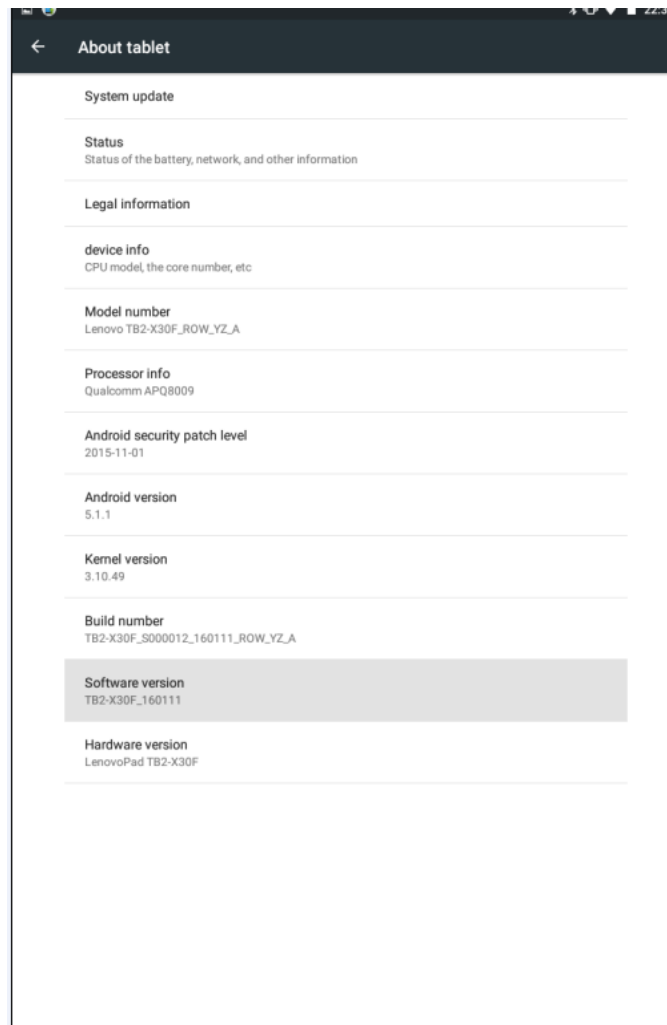 About tablet
System update
Status
Status of the battery, network, and other information
Legal information
device info
CPU model, the core number, etc
Model number
Lenovo TB2-X30F_ROW_YZ_A
Processor info
Qualcomm APQ8009
Android security patch level
2015-11-01
Android version
5.1.1
Kernel version
3.10.49
Build number
TB2-X30F_S000012_160111_ROW_YZ_A
Software version
TB2-X30F_160111
Hardware version
LenovoPad TB2-X30F